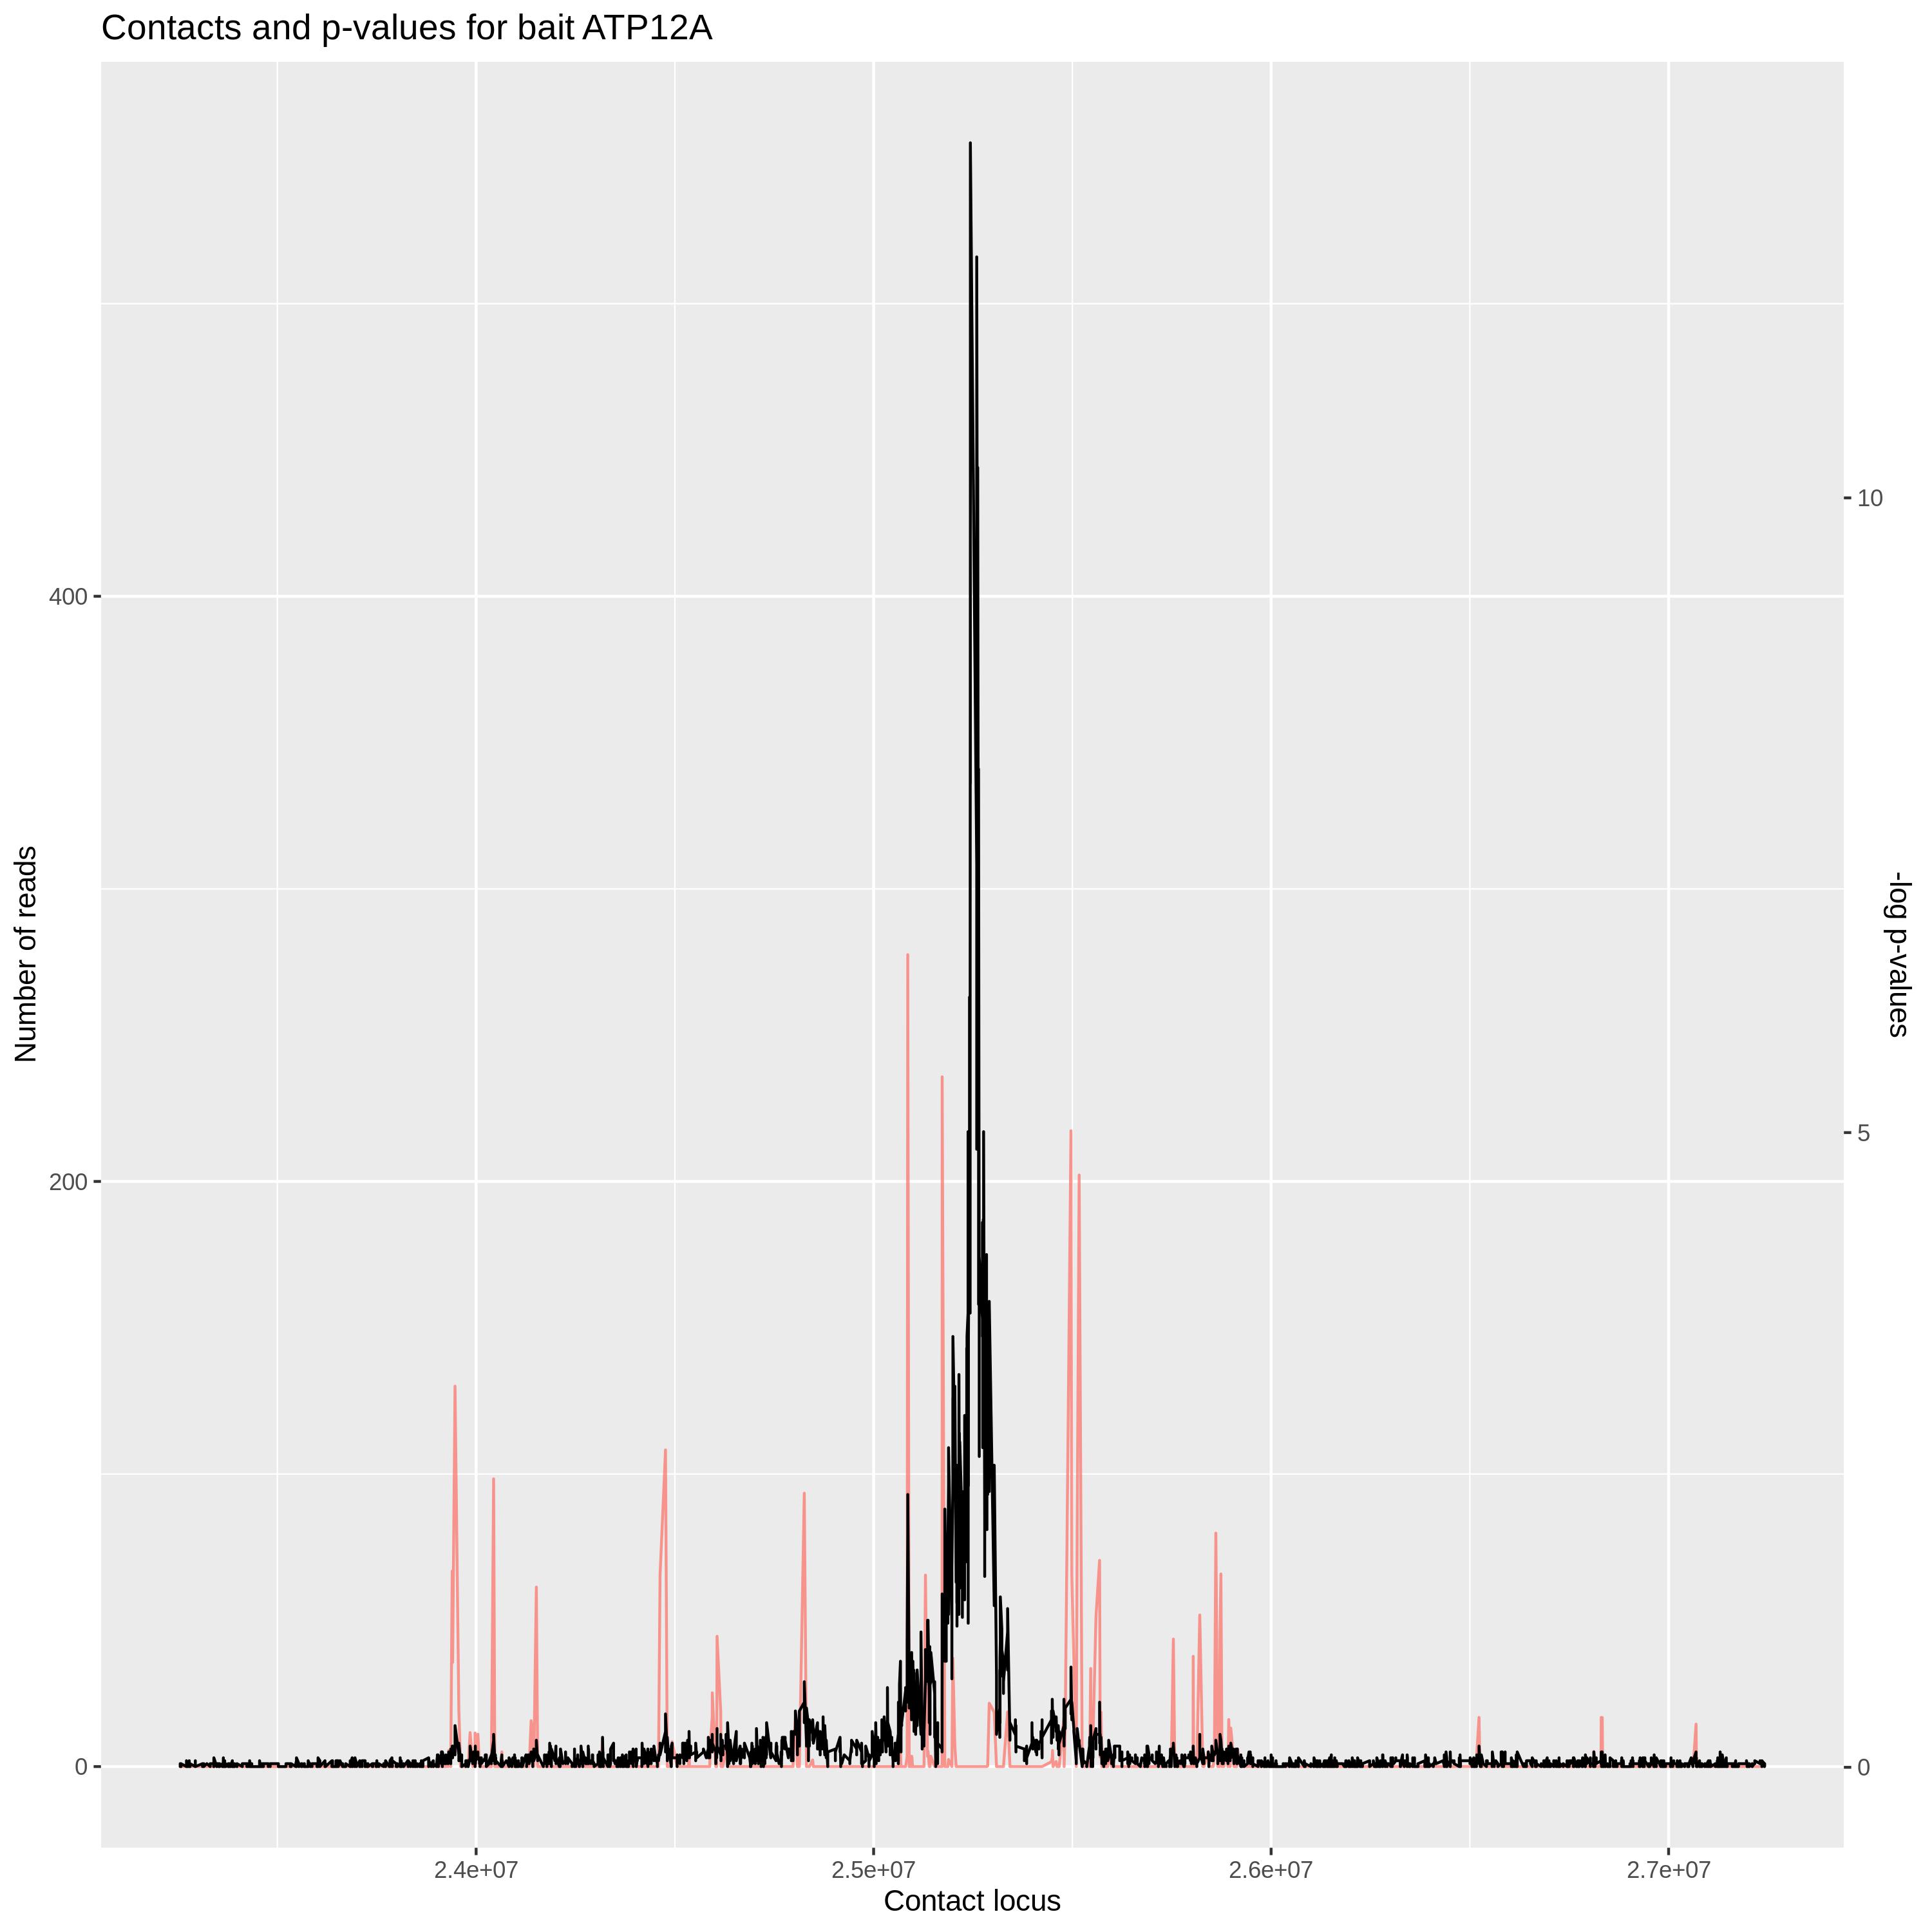 Contacts and p-values for bait ATP12A
Number of reads
400
200
0
10
5
0
-log p-values
2.4e+07
2.5e+07
2.6e+07
2.7e+07
Contact locus